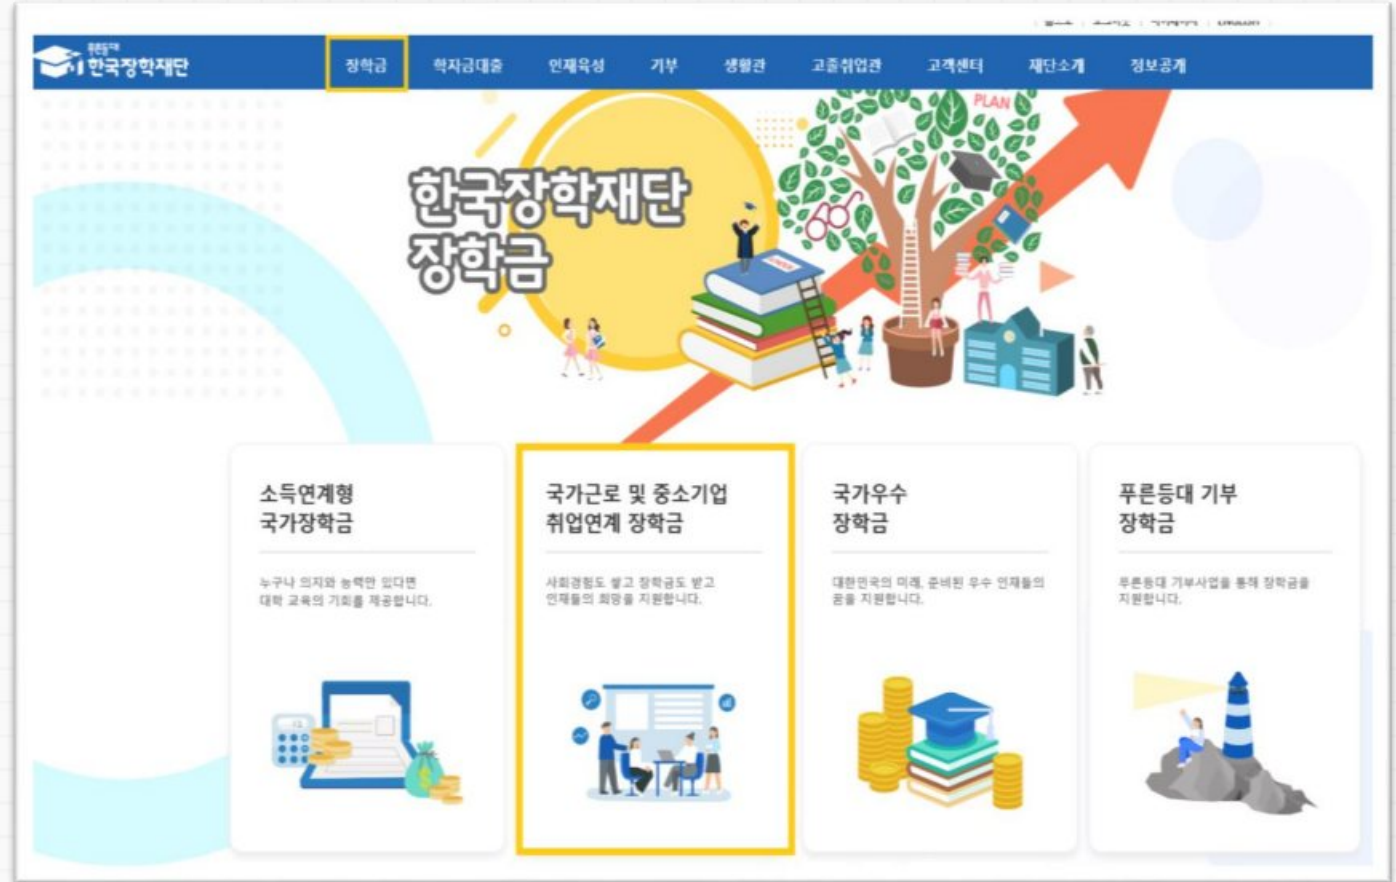 푸른등대
한국장학재단
장학금 학자금대출 인재육성 기부 생활관 고졸취업관 고객센터 재단소개 정보공개
PLAN
한국장학재단
장학금
소득연계형
국가장학금
누구나 의지와 능력만 있다면
대학 교육의 기회를 제공합니다.
국가근로 및 중소기업
취업연계 장학금
사회경험도 쌓고 장학금도 받고
인재들의 희망을 지원합니다.
국가우수
장학금
대한민국의 미래, 준비된 우수 인재들의
꿈을 지원합니다.
푸른등대 기부
장학금
푸른등대 기부사업을 통해 장학금을
지원합니다.